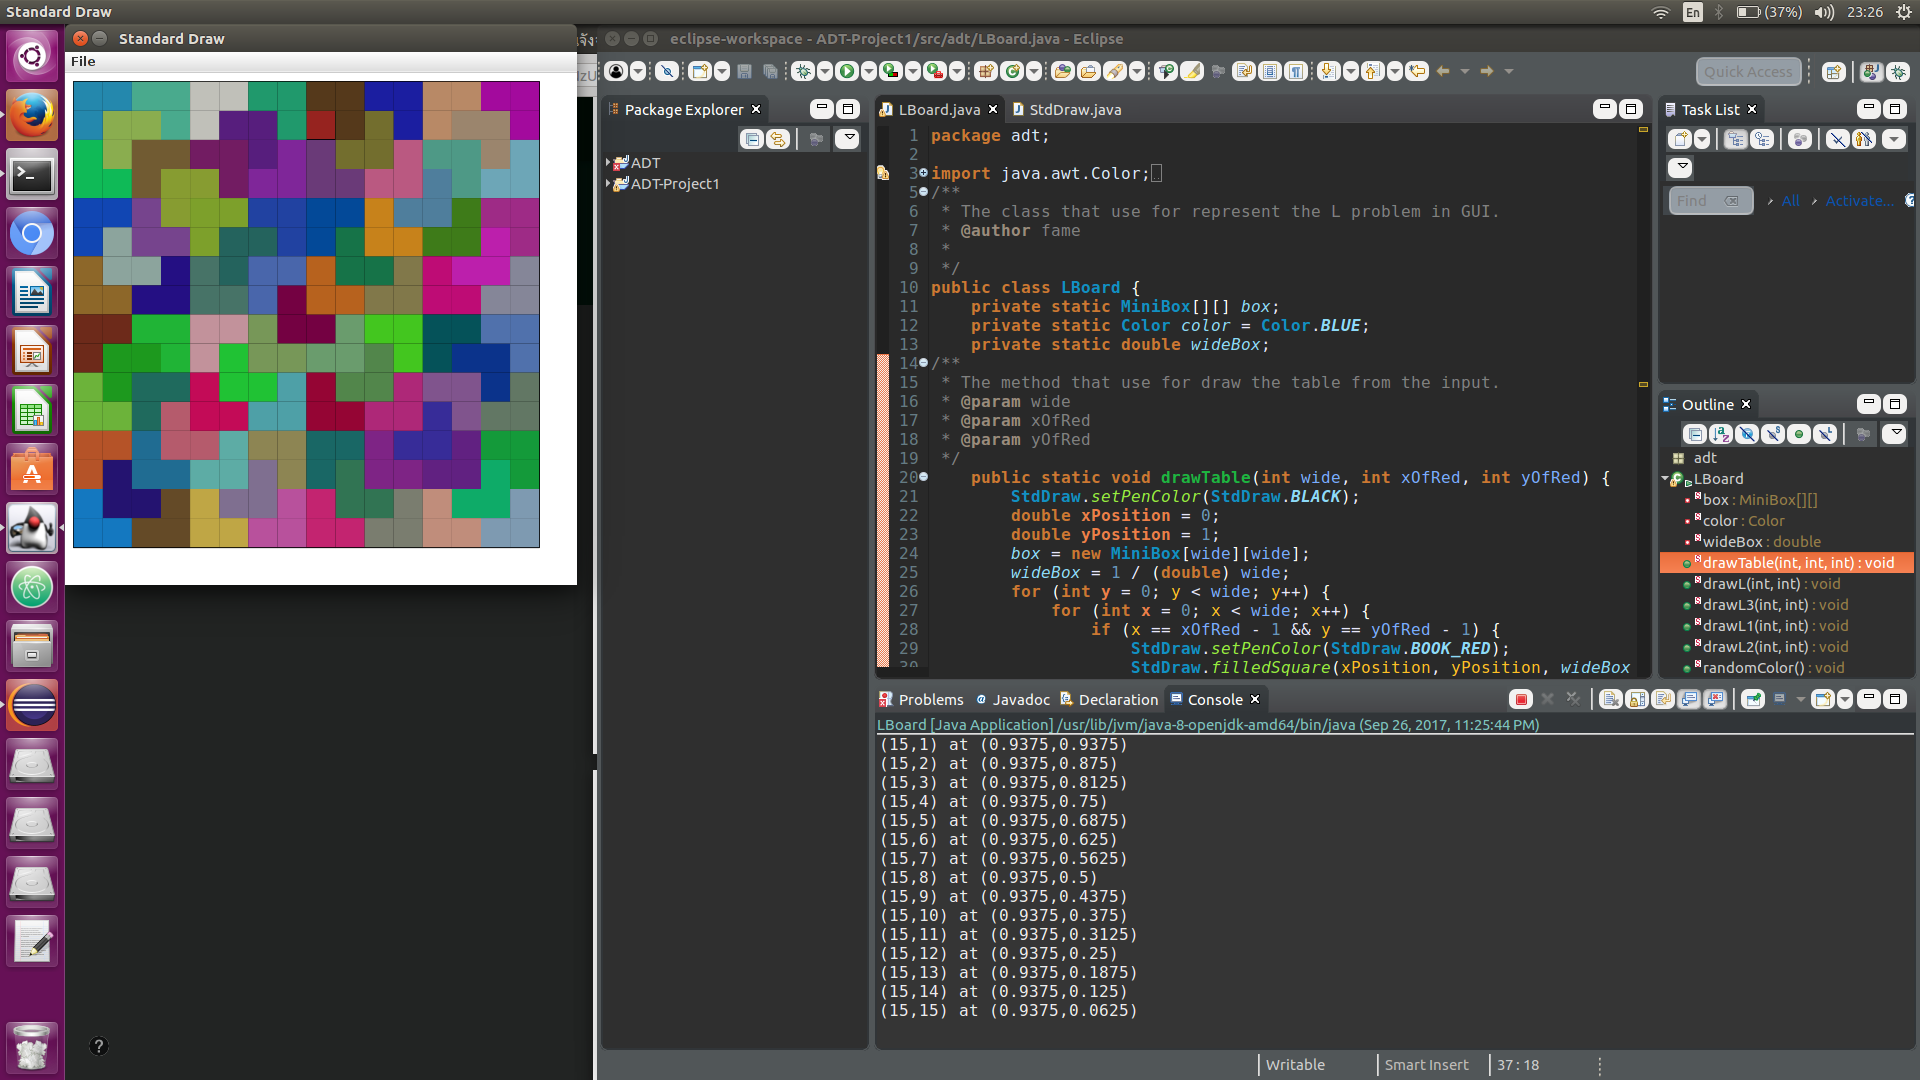 Standard Draw
En
(37%)
23:26
Standard Draw
File
eclipse-workspace - ADT-Project1/src/adt/LBoard.java - Eclipse
Quick Access
Package Explorer
ADT
ADT-Project1
LBoard.java
StdDraw.java
1 package adt;
2
3 import java.awt.Color;
5 /**
6 * The class that use for represent the L problem in GUI.
7 * @author fame
8 *
9 */
10 public class LBoard {
11 private static MiniBox[][] box;
12 private static Color color = Color.BLUE;
13 private static double wideBox;
14 /**
15 * The method that use for draw the table from the input.
16 * @param wide
17 * @param xOfRed
18 * @param yOfRed
19 */
20 public static void drawTable(int wide, int xOfRed, int yOfRed) {
21 StdDraw.setPenColor(StdDraw.BLACK);
22 double xPosition = 0;
23 double yPosition = 1;
24 box = new MiniBox[wide][wide];
25 wideBox = 1 / (double) wide;
26 for (int y = 0; y < wide; y++) {
27 for (int x = 0; x < wide; x++) {
28 if (x == xOfRed - 1 && y == yOfRed - 1) {
29 StdDraw.setPenColor(StdDraw.BOOK_RED);
30 StdDraw.filledSquare(xPosition, yPosition, wideBox
Task List
Find
All
Activate...
Outline
adt
LBoard
box : MiniBox[][]
color : Color
wideBox : double
drawTable(int, int, int) : void
drawL(int, int) : void
drawL3(int, int) : void
drawL1(int, int) : void
drawL2(int, int) : void
randomColor() : void
Problems
Javadoc
Declaration
Console
LBoard [Java Application] /usr/lib/jvm/java-8-openjdk-amd64/bin/java (Sep 26, 2017, 11:25:44 PM)
(15,1) at (0.9375,0.9375)
(15,2) at (0.9375,0.875)
(15,3) at (0.9375,0.8125)
(15,4) at (0.9375,0.75)
(15,5) at (0.9375,0.6875)
(15,6) at (0.9375,0.625)
(15,7) at (0.9375,0.5625)
(15,8) at (0.9375,0.5)
(15,9) at (0.9375,0.4375)
(15,10) at (0.9375,0.375)
(15,11) at (0.9375,0.3125)
(15,12) at (0.9375,0.25)
(15,13) at (0.9375,0.1875)
(15,14) at (0.9375,0.125)
(15,15) at (0.9375,0.0625)
Writable
Smart Insert
37 : 18